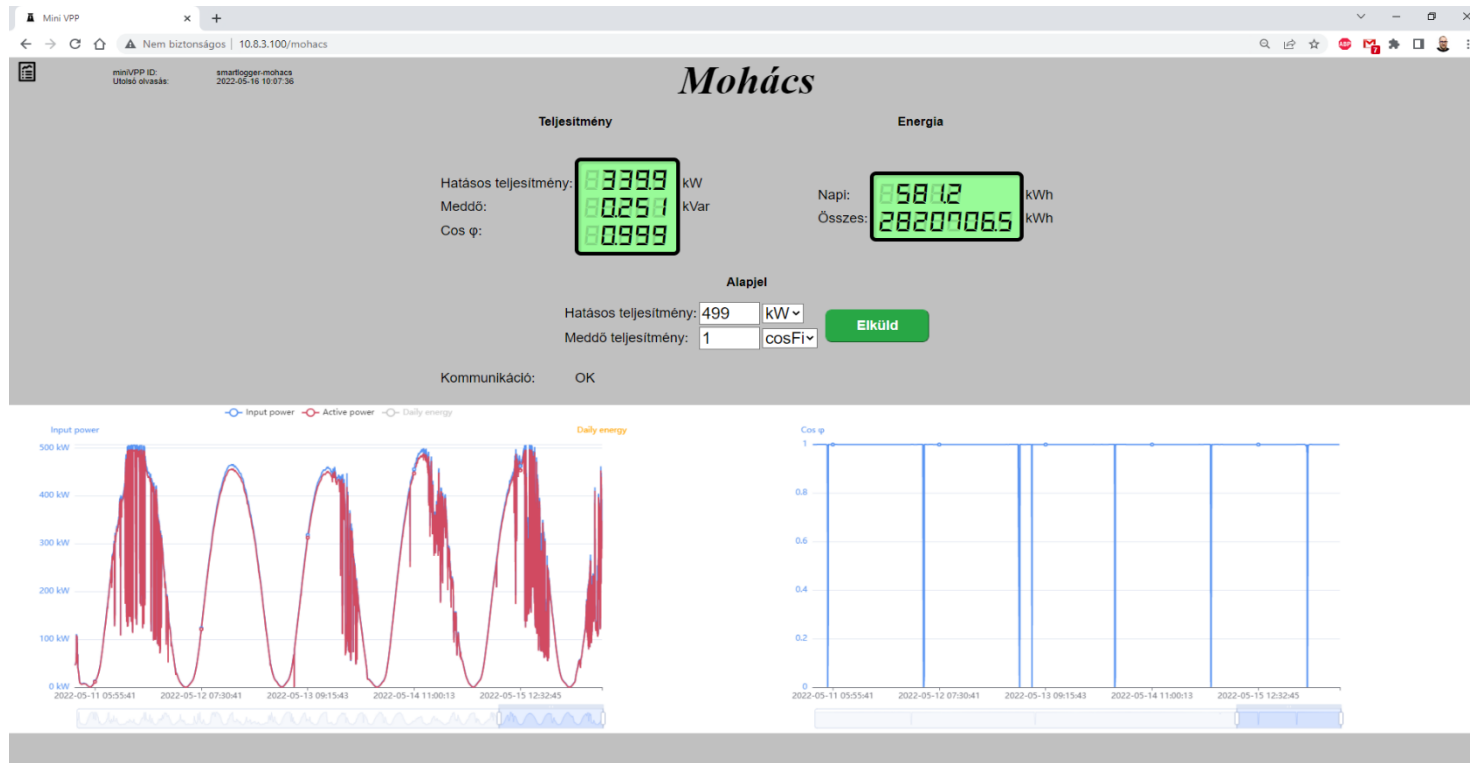 Mini VPP
Nem biztonságos | 10.8.3.100/mohacs
ABP
7
miniVPP ID: smartlogger-mohacs
Utolsó olvasás: 2022-05-16 10:07:36
Mohács
Teljesítmény
Energia
Hatásos teljesítmény: 339.9 kW
Meddő: 0.251 kVar
Cos φ: 0.999
Napi: 581.2 kWh
Összes: 2820706.5 kWh
Alapjel
Hatásos teljesítmény: 499 kW
Meddő teljesítmény: 1 cosFi
Elküld
Kommunikáció: OK
Input power Active power Daily energy
Input power Daily energy
500 kW
400 kW
300 kW
200 kW
100 kW
0 kW
2022-05-11 05:55:41 2022-05-12 07:30:41 2022-05-13 09:15:43 2022-05-14 11:00:13 2022-05-15 12:32:45
Cos φ
1
0.8
0.6
0.4
0.2
0
2022-05-11 05:55:41 2022-05-12 07:30:41 2022-05-13 09:15:43 2022-05-14 11:00:13 2022-05-15 12:32:45